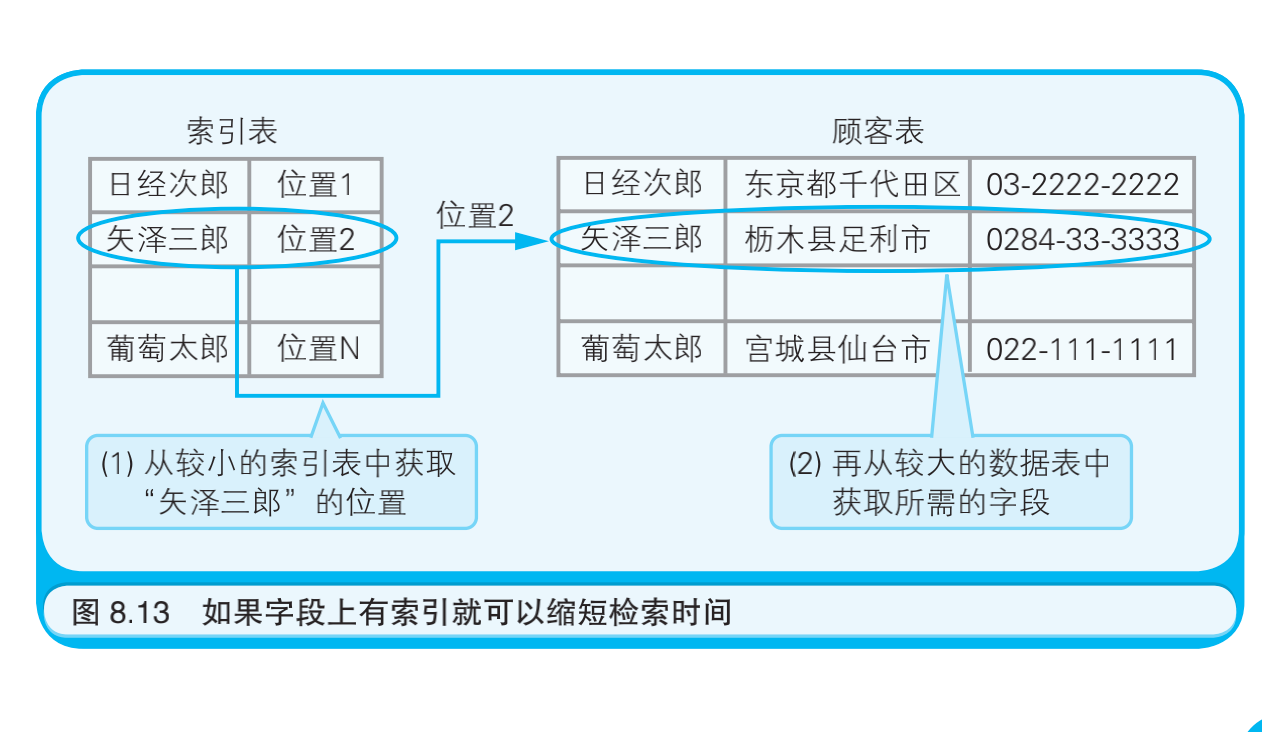 索引表
日经次郎 位置1
矢泽三郎 位置2
葡萄太郎 位置N
位置2
顾客表
日经次郎 东京都千代田区 03-2222-2222
矢泽三郎 枥木县足利市 0284-33-3333
葡萄太郎 宫城县仙台市 022-111-1111
(1) 从较小的索引表中获取
“矢泽三郎”的位置
(2) 再从较大的数据表中
获取所需的字段
图 8.13 如果字段上有索引就可以缩短检索时间